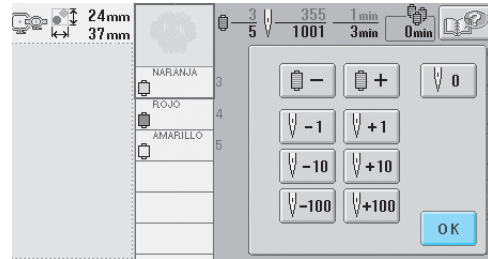 24mm
37mm
3 355 1min
5 1001 3min 0min
NARANJA
3
ROJO
4
AMARILLO
5
− + 0
-1 +1
-10 +10
-100 +100
OK